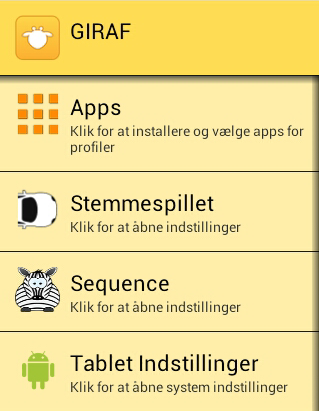 GIRAF
Apps
Klik for at installere og vælge apps for
profiler
Stemmespillet
Klik for at åbne indstillinger
Sequence
Klik for at åbne indstillinger
Tablet Indstillinger
Klik for at åbne system indstillinger